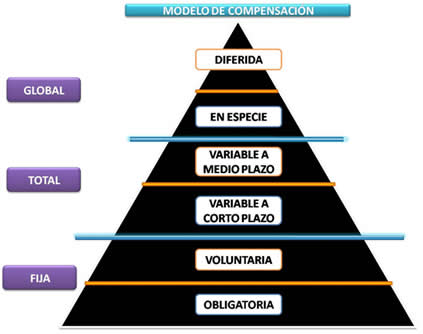 MODELO DE COMPENSACIÓN
DIFERIDA
GLOBAL
EN ESPECIE
VARIABLE A
MEDIO PLAZO
TOTAL
VARIABLE A
CORTO PLAZO
VOLUNTARIA
FIJA
OBLIGATORIA